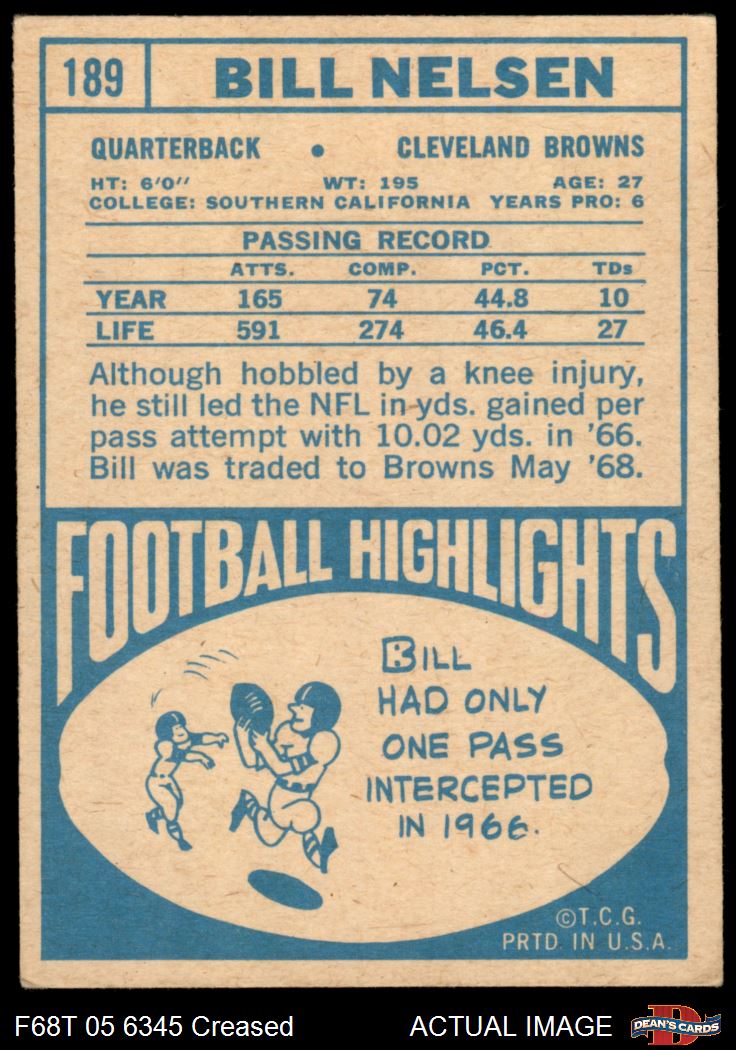 189 BILL NELSEN
QUARTERBACK • CLEVELAND BROWNS
HT: 6'0" WT: 195 AGE: 27
COLLEGE: SOUTHERN CALIFORNIA YEARS PRO: 6
PASSING RECORD
ATTS. COMP. PCT. TDs
YEAR 165 74 44.8 10
LIFE 591 274 46.4 27
Although hobbled by a knee injury,
he still led the NFL in yds. gained per
pass attempt with 10.02 yds. in '66.
Bill was traded to Browns May '68.
FOOTBALL HIGHLIGHTS
BILL
HAD ONLY
ONE PASS
INTERCEPTED
IN 1966.
©T.C.G.
PRTD. IN U.S.A.
F68T 05 6345 Creased ACTUAL IMAGE D DEAN'S CARDS